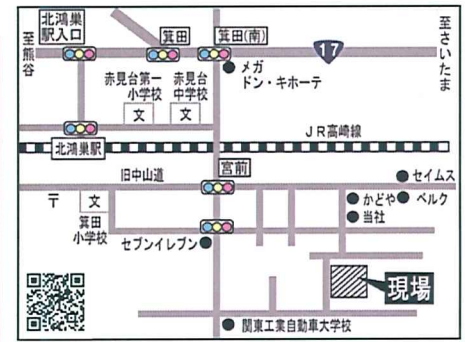 北鴻巣
駅入口
箕田
箕田(南)
至熊谷
至さいたま
17
メガ
ドン・キホーテ
赤見台第一
小学校
赤見台
中学校
文
文
JR高崎線
北鴻巣駅
宮前
旧中山道
セイムス
〒
文
かどや
ベルク
当社
箕田
小学校
セブンイレブン
現場
関東工業自動車大学校